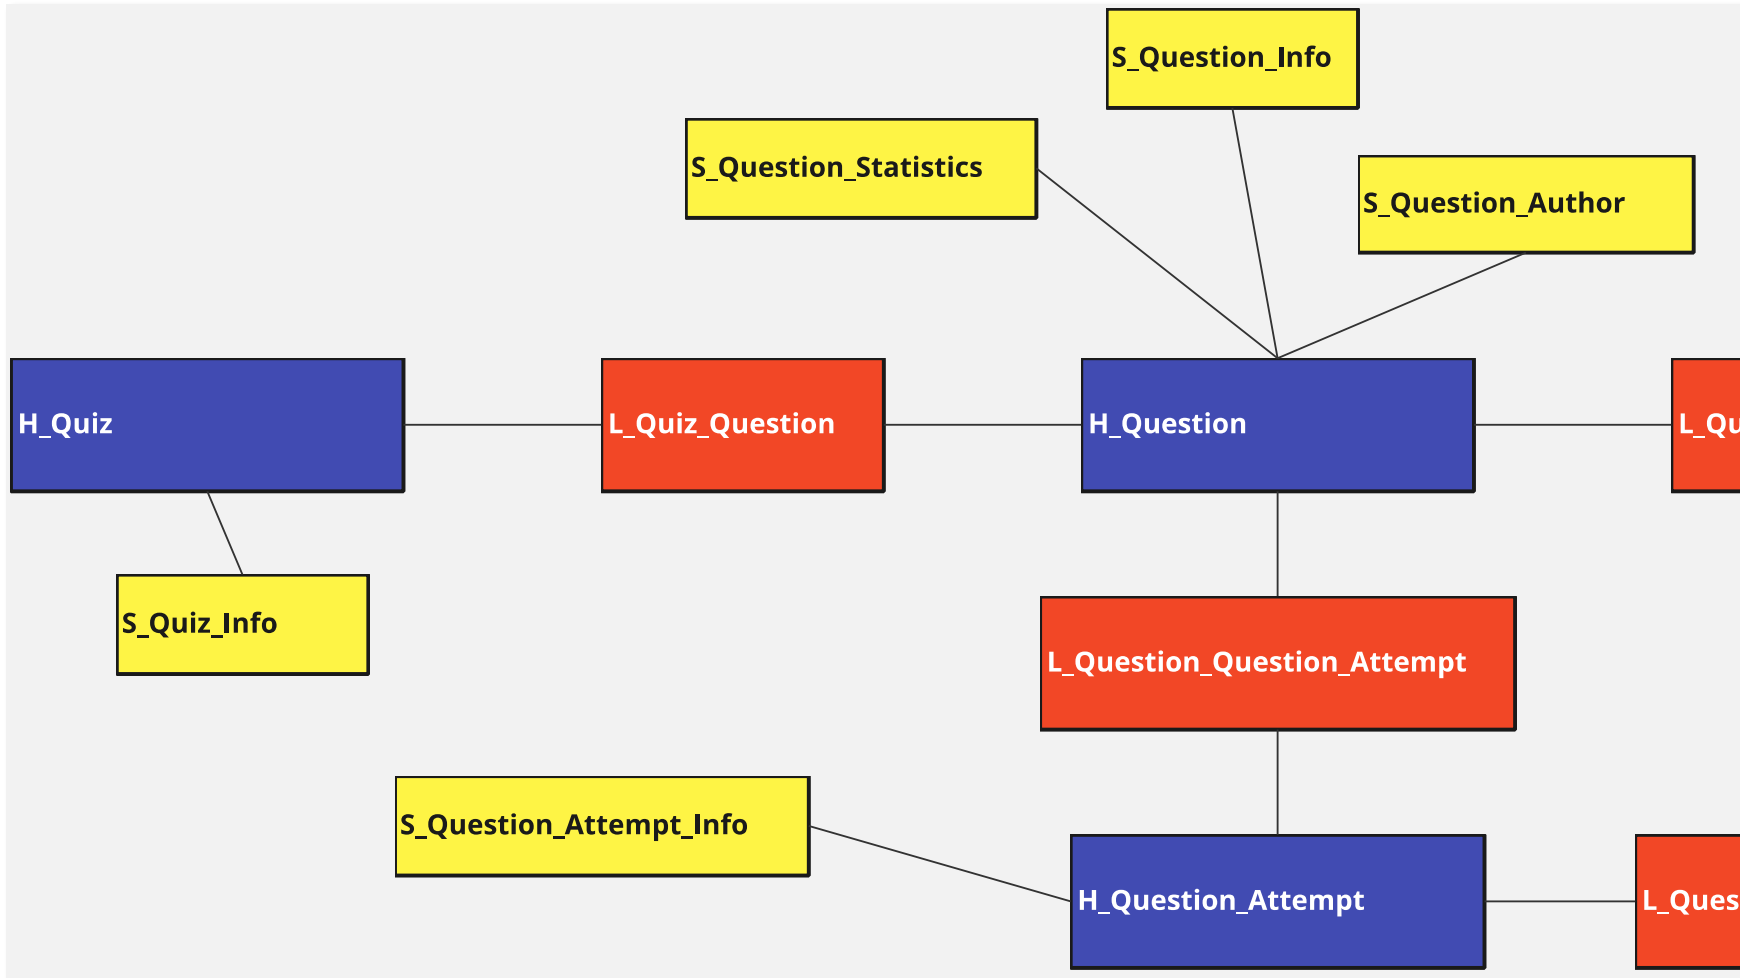 S_Question_Info
S_Question_Statistics
S_Question_Author
H_Quiz
L_Quiz_Question
H_Question
S_Quiz_Info
L_Question_Question_Attempt
S_Question_Attempt_Info
H_Question_Attempt